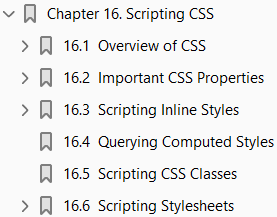 Chapter 16. Scripting CSS
16.1 Overview of CSS
16.2 Important CSS Properties
16.3 Scripting Inline Styles
16.4 Querying Computed Styles
16.5 Scripting CSS Classes
16.6 Scripting Stylesheets